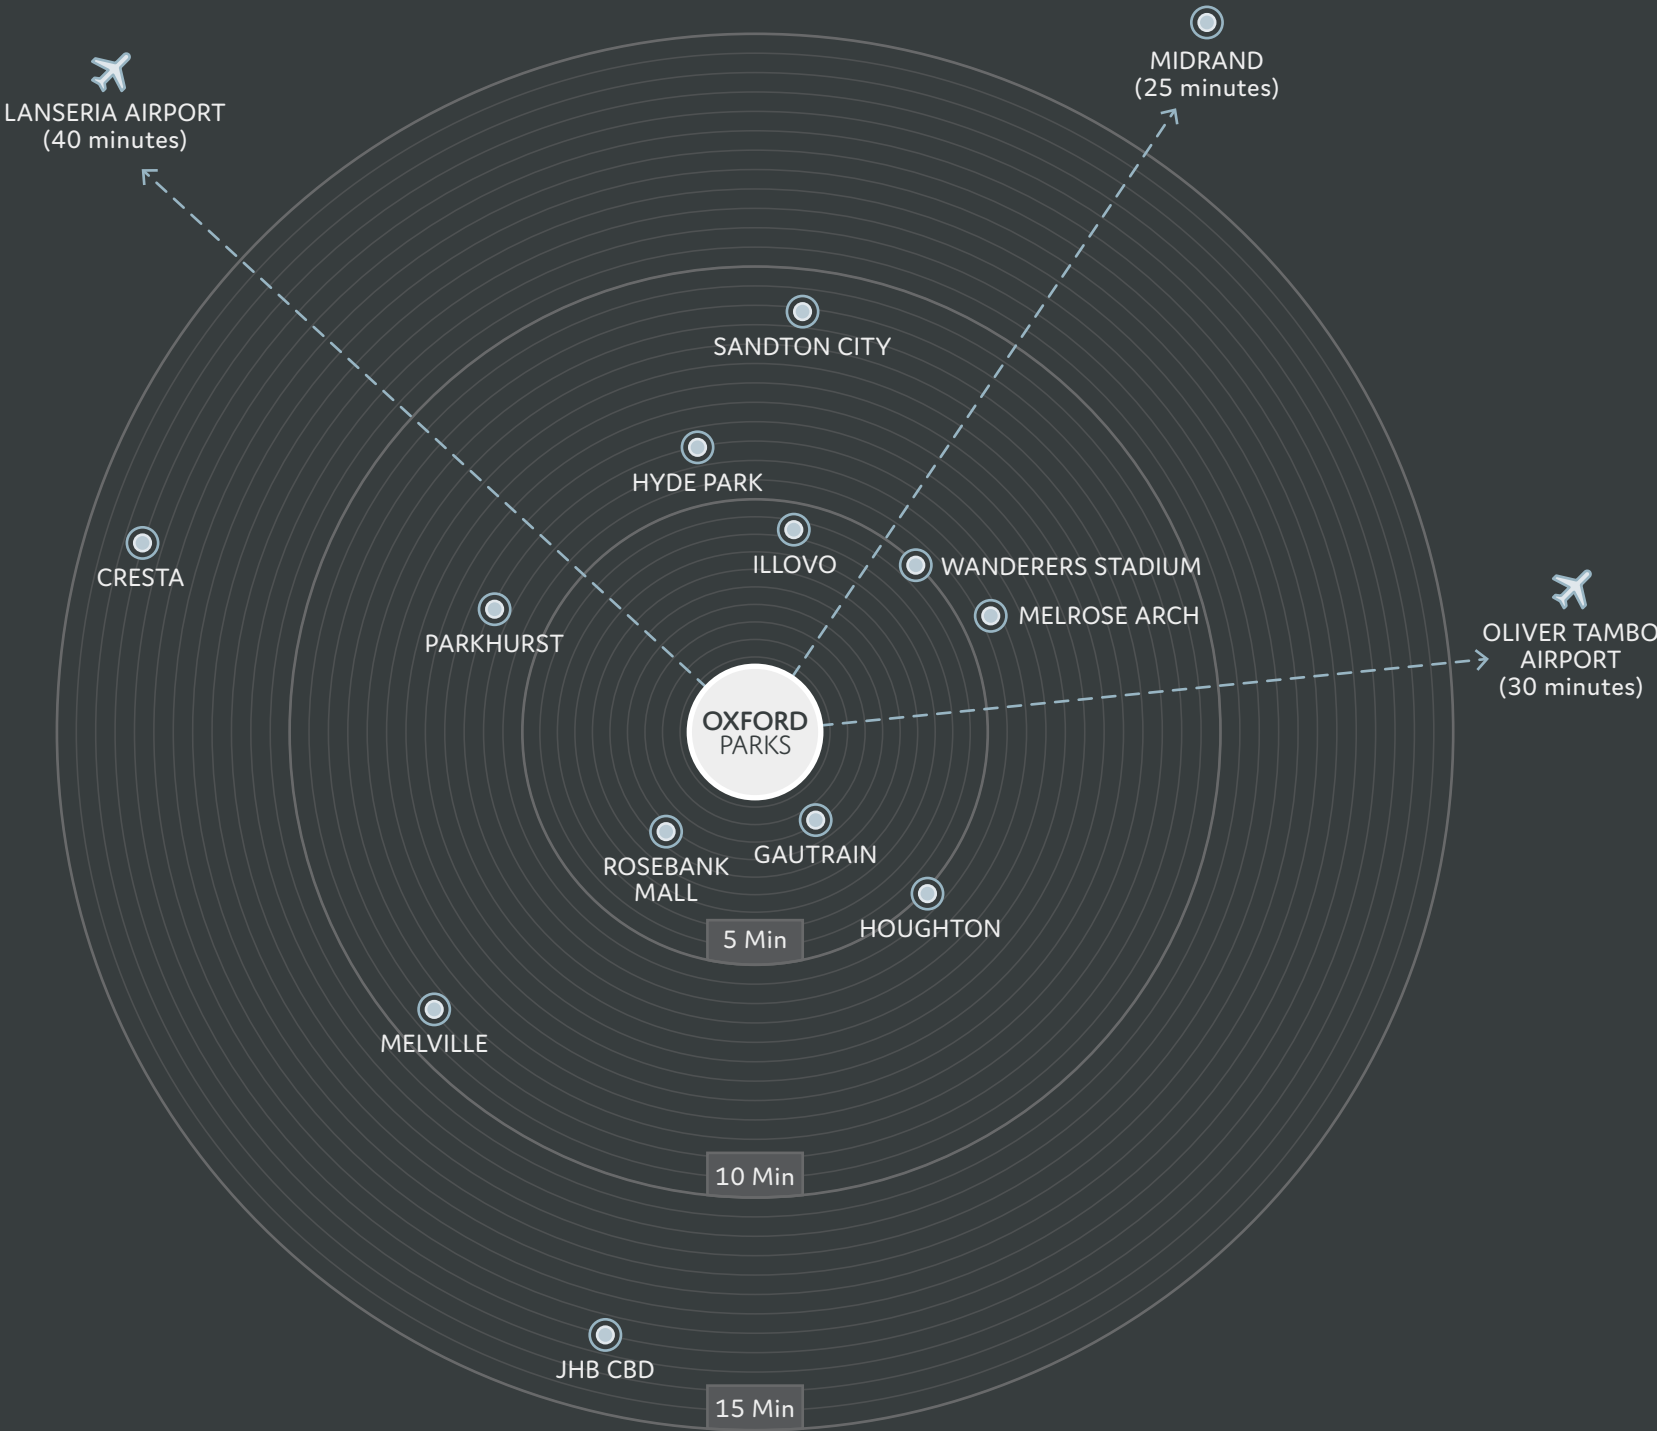 MIDRAND
(25 minutes)
LANSERIA AIRPORT
(40 minutes)
SANDTON CITY
HYDE PARK
ILLOVO
WANDERERS STADIUM
CRESTA
MELROSE ARCH
PARKHURST
OLIVER TAMBO
AIRPORT
(30 minutes)
OXFORD
PARKS
GAUTRAIN
ROSEBANK
MALL
HOUGHTON
5 Min
MELVILLE
10 Min
JHB CBD
15 Min